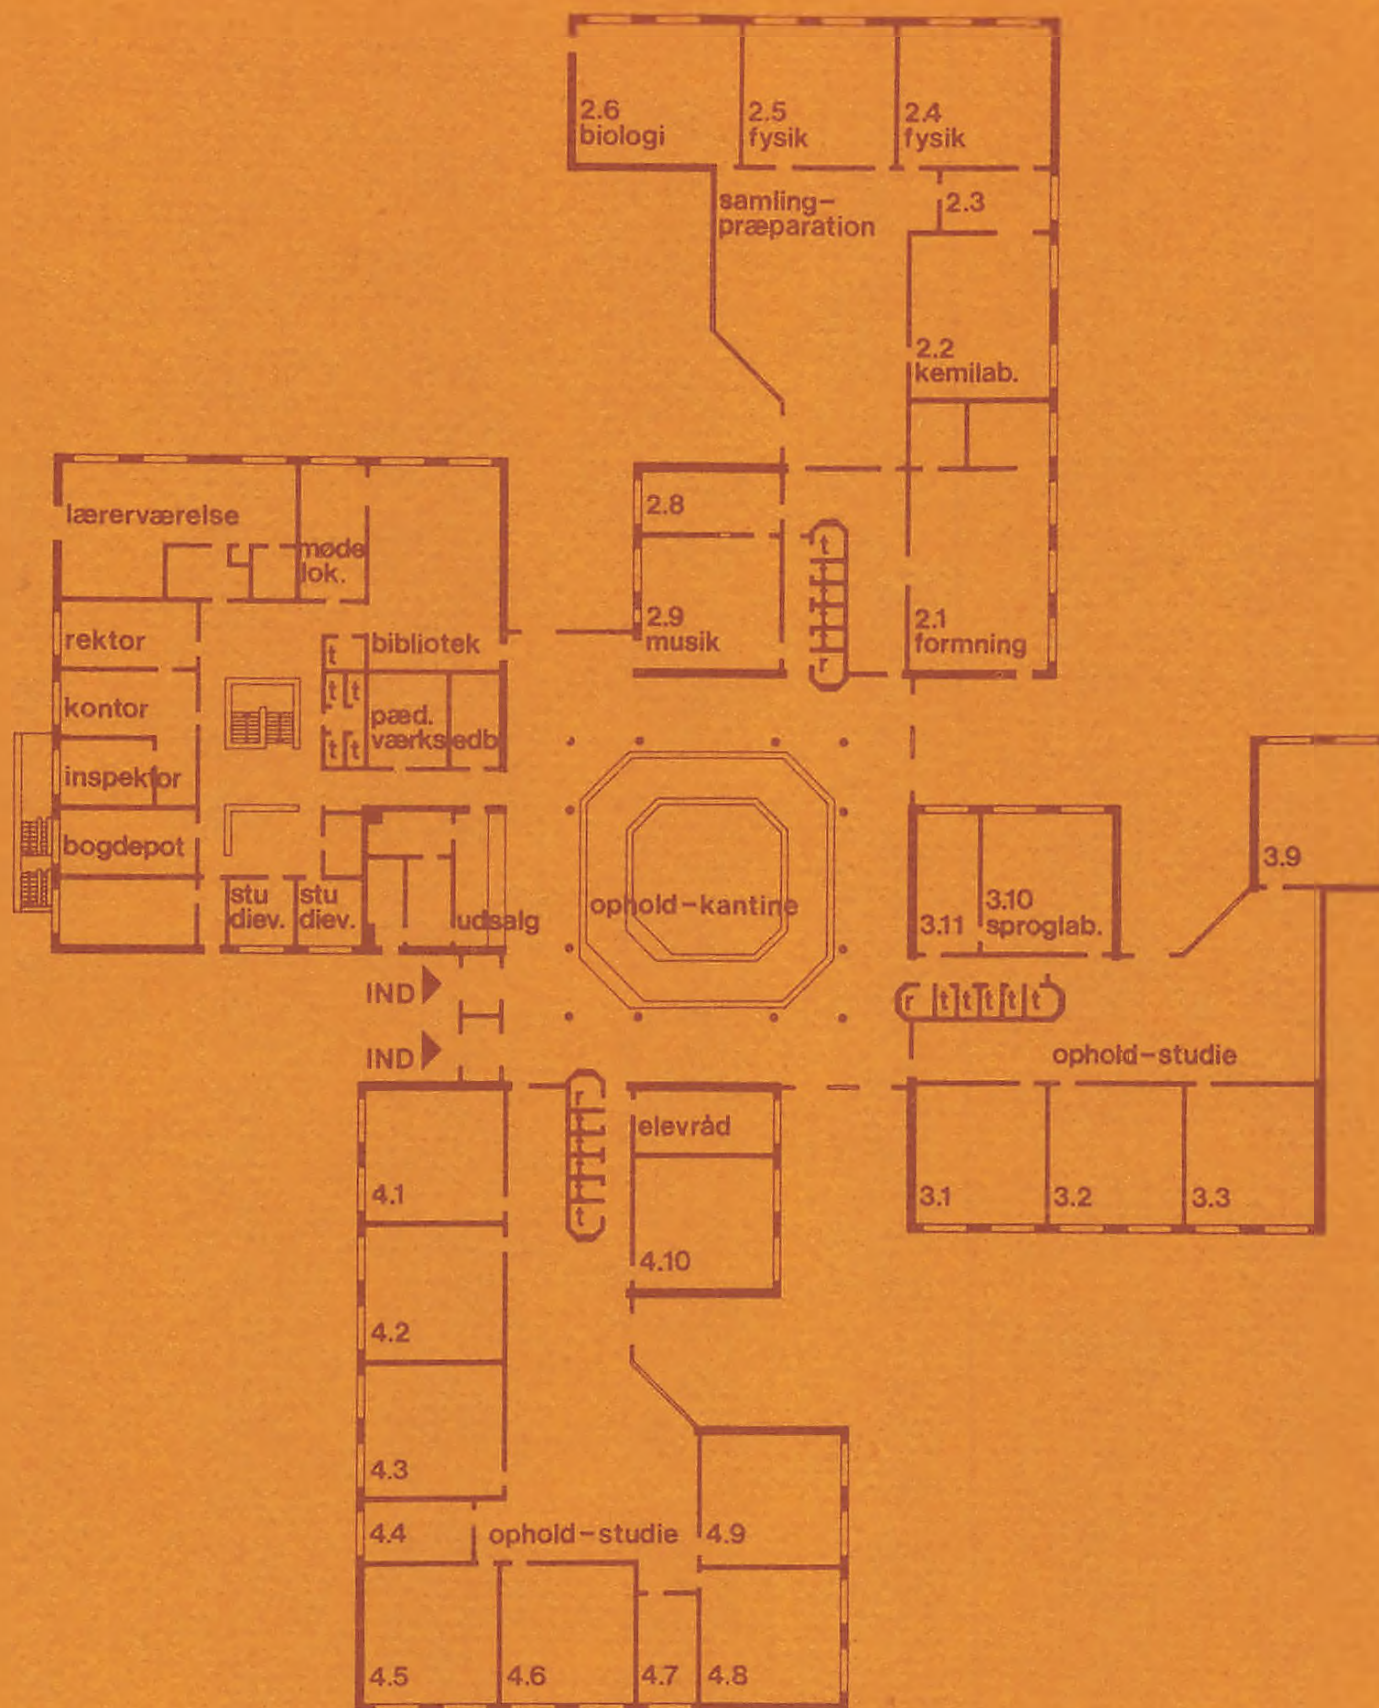 2.6
biologi
2.5
fysik
2.4
fysik
samling-
præparation
2.3
2.2
kemilab.
lærerværelse
møde
lok.
2.8
2.9
musik
t
t
t
t
t
r
2.1
formning
rektor
t
bibliotek
kontor
t t
pæd.
værks
edb
inspektor
t t
bogdepot
stu
diev.
stu
diev.
udsalg
ophold-kantine
3.11
3.10
sproglab.
3.9
IND
IND
r t t t t t
ophold-studie
3.1
3.2
3.3
r
t
t
t
t
t
elevråd
4.1
4.10
4.2
4.3
4.4
ophold-studie
4.9
4.5
4.6
4.7
4.8